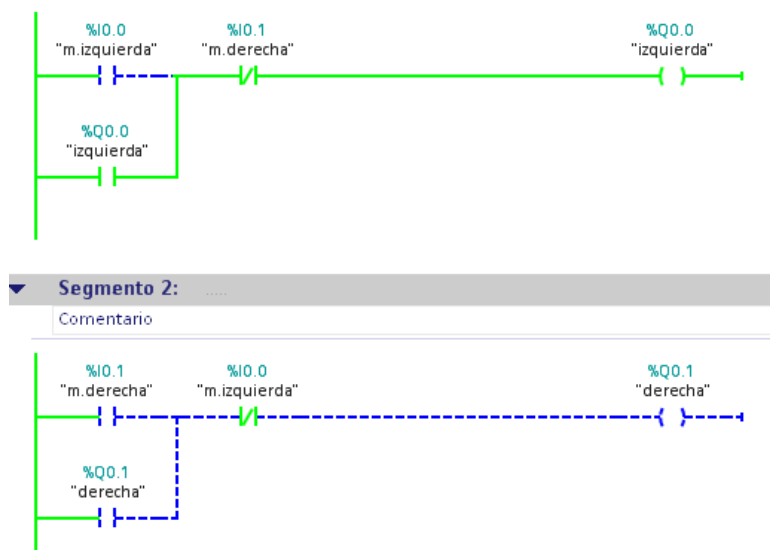 %I0.0 %I0.1 %Q0.0
"m.izquierda" "m.derecha" "izquierda"
%Q0.0
"izquierda"
Segmento 2: .....
Comentario
%I0.1 %I0.0 %Q0.1
"m.derecha" "m.izquierda" "derecha"
%Q0.1
"derecha"